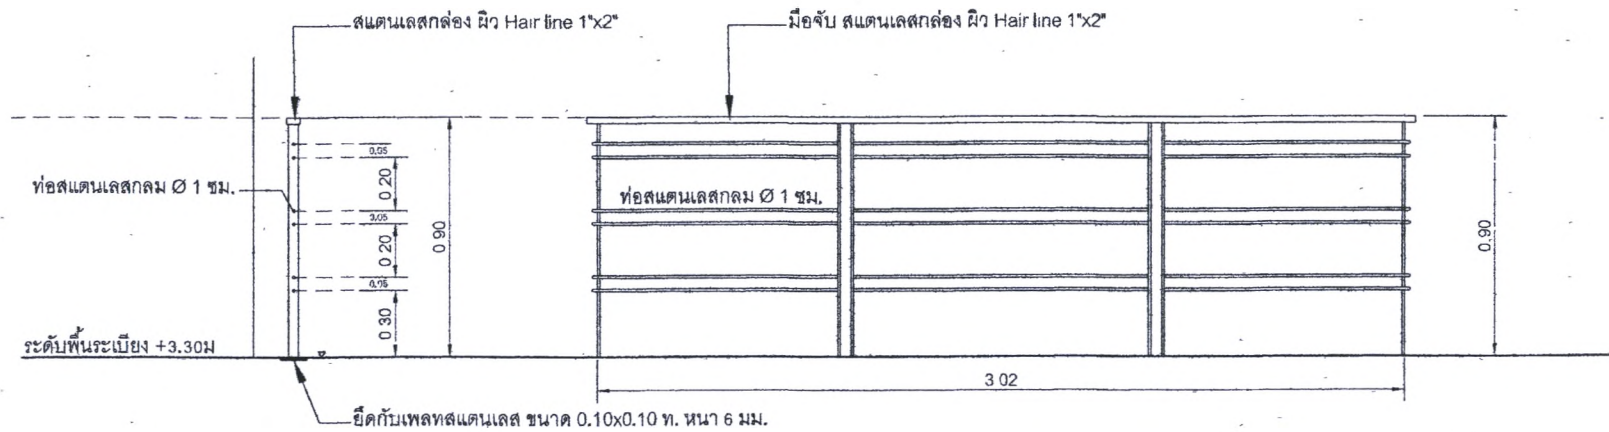 สแตนเลสกล่อง ผิว Hair line 1"x2"
มือจับ สแตนเลสกล่อง ผิว Hair line 1"x2"
0.05
0.20
ท่อสแตนเลสกลม Ø 1 ซม.
ท่อสแตนเลสกลม Ø 1 ซม.
0.05
0.20
0.90
0.90
0.30
ระดับพื้นระเบียง +3.30ม
3.02
ยึดกับเพลทสแตนเลส ขนาด 0.10x0.10 ท. หนา 6 มม.